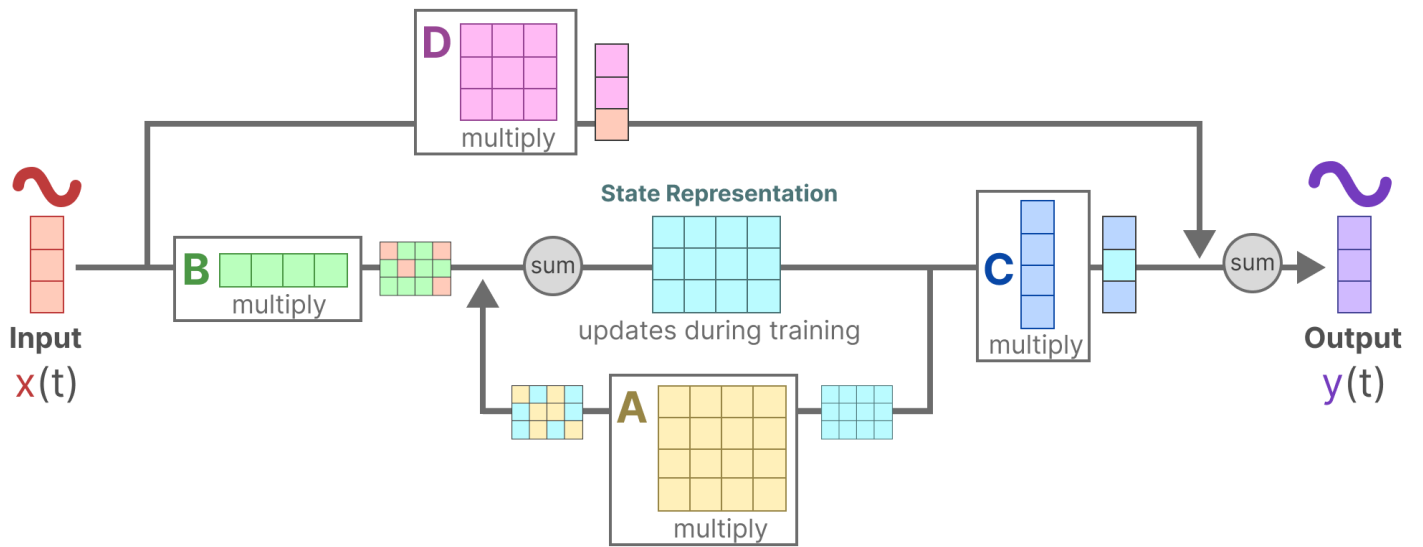 D
multiply
State Representation
Input
x(t)
B
multiply
sum
updates during training
C
multiply
sum
Output
y(t)
A
multiply